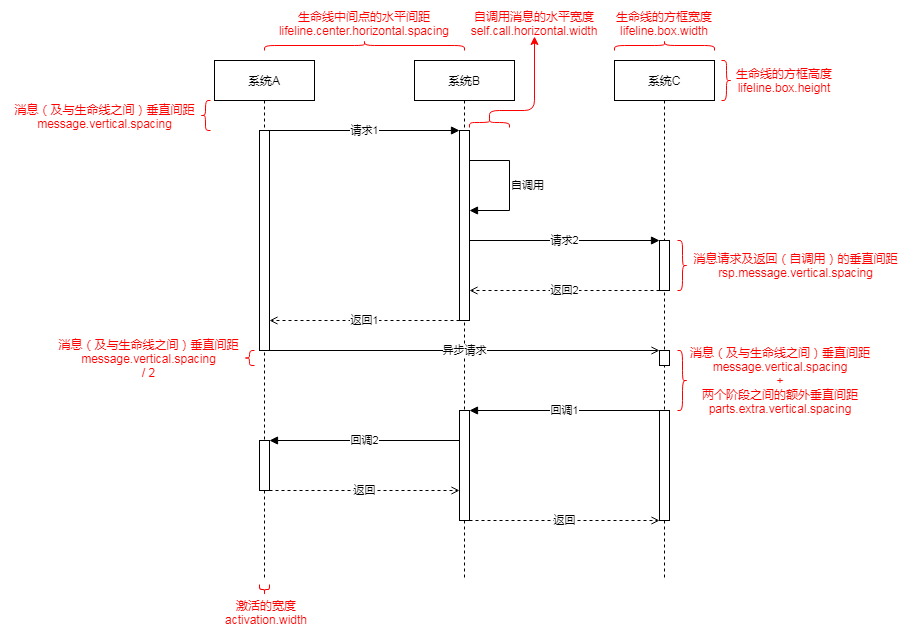 生命线中间点的水平间距
lifeline.center.horizontal.spacing
自调用消息的水平宽度
self.call.horizontal.width
生命线的方框宽度
lifeline.box.width
系统A
系统B
系统C
生命线的方框高度
lifeline.box.height
消息（及与生命线之间）垂直间距
message.vertical.spacing
请求1
自调用
请求2
消息请求及返回（自调用）的垂直间距
rsp.message.vertical.spacing
返回2
返回1
消息（及与生命线之间）垂直间距
message.vertical.spacing
/ 2
异步请求
消息（及与生命线之间）垂直间距
message.vertical.spacing
+
两个阶段之间的额外垂直间距
parts.extra.vertical.spacing
回调1
回调2
返回
返回
激活的宽度
activation.width